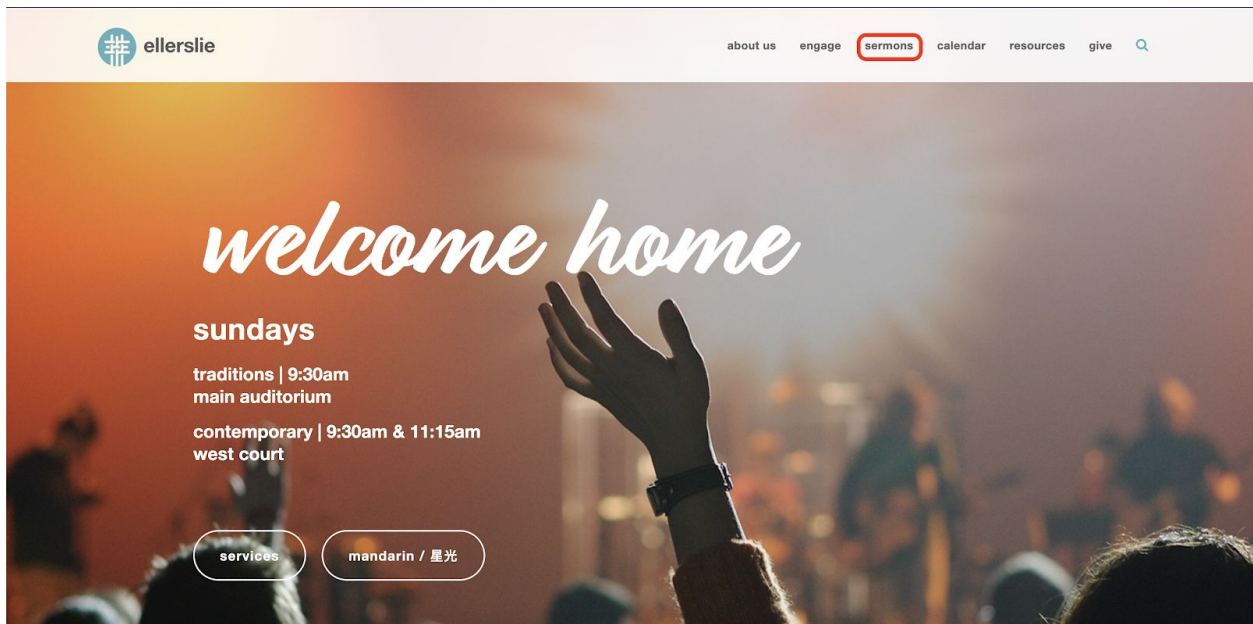 ellerslie
about us engage sermons calendar resources give
welcome home
sundays
traditions | 9:30am
main auditorium
contemporary | 9:30am & 11:15am
west court
services mandarin / 星光